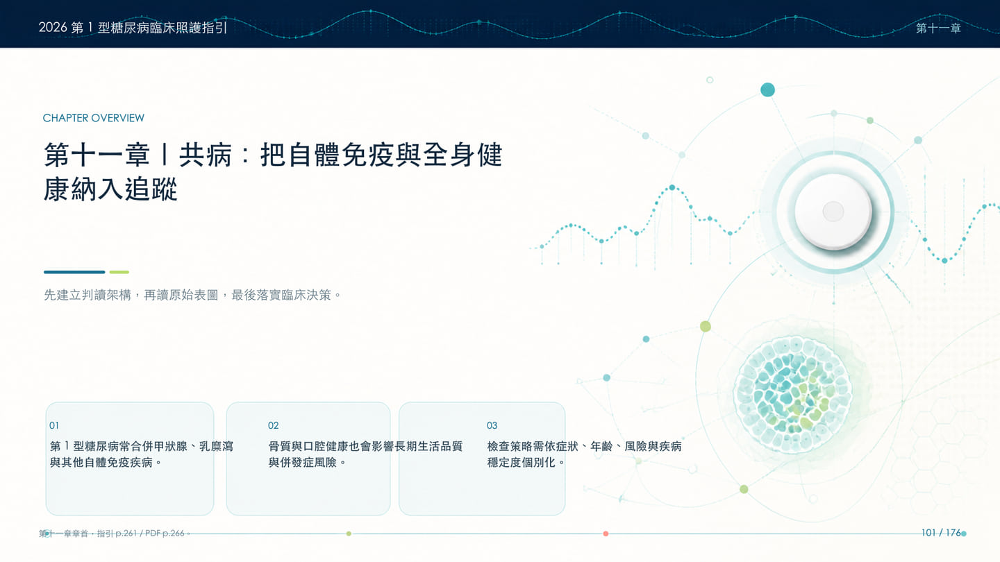 2026 第 1 型糖尿病臨床照護指引
第十一章
CHAPTER OVERVIEW
第十一章｜共病：把自體免疫與全身健
康納入追蹤
先建立判讀架構，再讀原始表圖，最後落實臨床決策。
01
第 1 型糖尿病常合併甲狀腺、乳糜瀉
與其他自體免疫疾病。
02
骨質與口腔健康也會影響長期生活品質
與併發症風險。
03
檢查策略需依症狀、年齡、風險與疾病
穩定度個別化。
第十一章章首，指引 p.261 / PDF p.266。
101 / 176